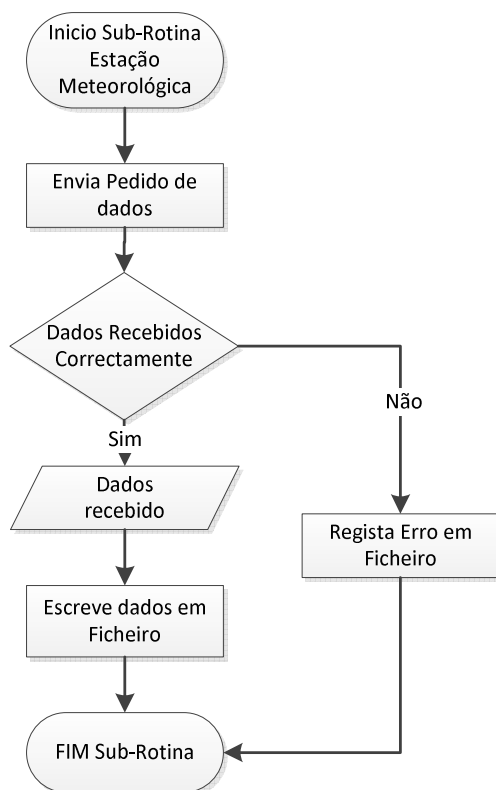 Inicio Sub-Rotina
Estação
Meteorológica
Envia Pedido de
dados
Dados Recebidos
Correctamente
Não
Sim
Dados
recebido
Regista Erro em
Ficheiro
Escreve dados em
Ficheiro
FIM Sub-Rotina